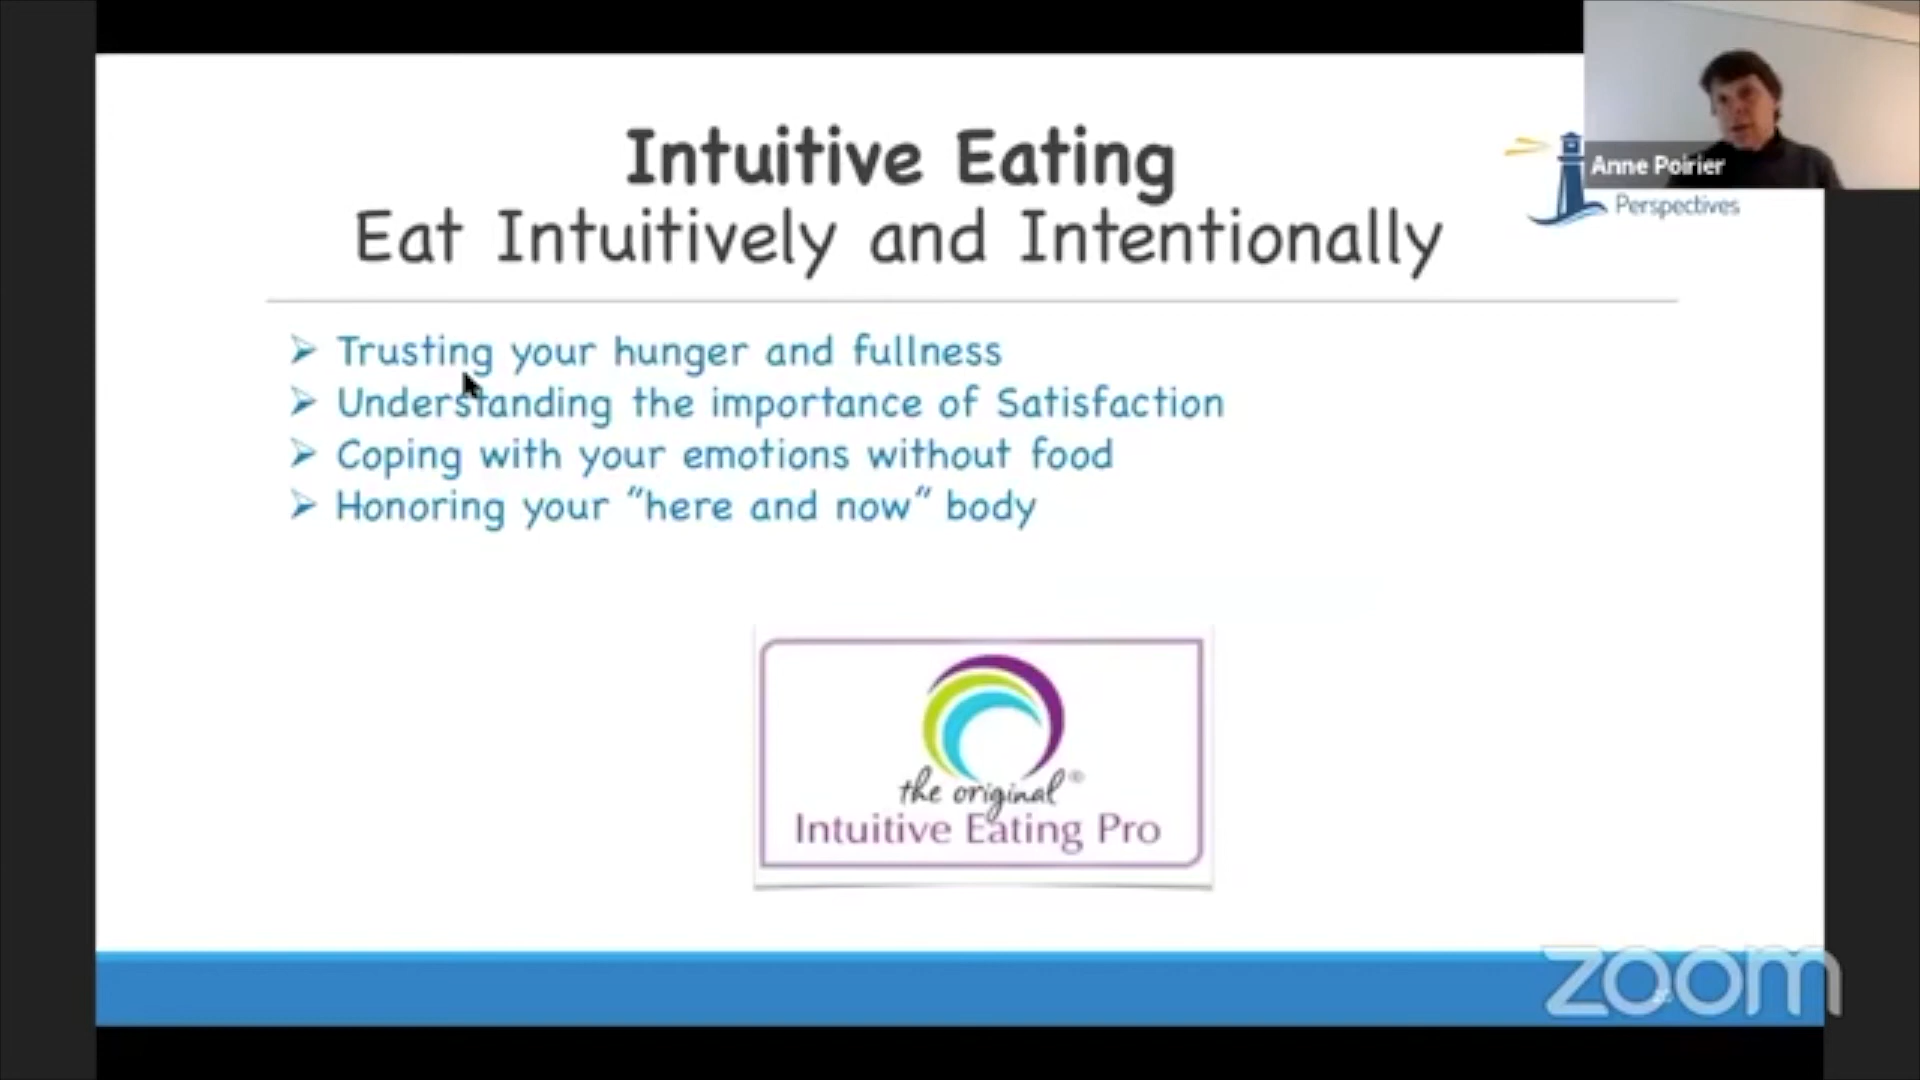 Intuitive Eating
Eat Intuitively and Intentionally
Anne Poirier
Perspectives
➢ Trusting your hunger and fullness
➢ Understanding the importance of Satisfaction
➢ Coping with your emotions without food
➢ Honoring your “here and now” body
the original®
Intuitive Eating Pro
zoom